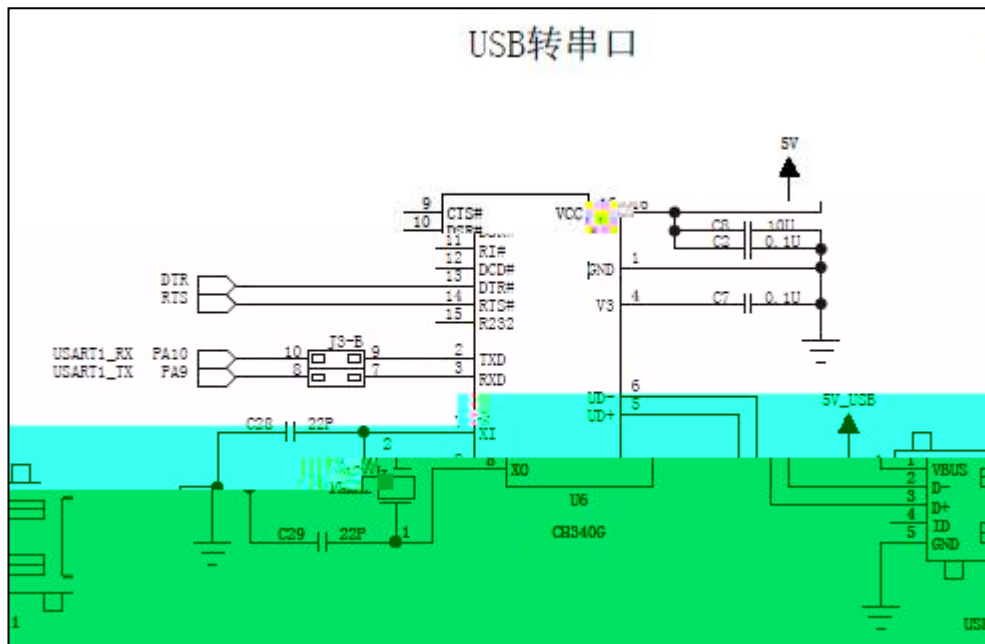 USB转串口
5V
9 CTS# VCC
10 DSR#
C8 10U
11 RI# C2 0.1U
12 DCD# GND 1
DTR 13 DTR#
RTS 14 RTS# V3 4 C7 0.1U
15 R232
J3-B
USART1_RX PA10 10 9 2 TXD
USART1_TX PA9 8 7 3 RXD
UD- 6
UD+ 5 5V_USB
C28 22P XI
2
8 XO 1 VBUS
2 D-
U6 3 D+
4 ID
C29 22P 1 CH340G 5 GND
1